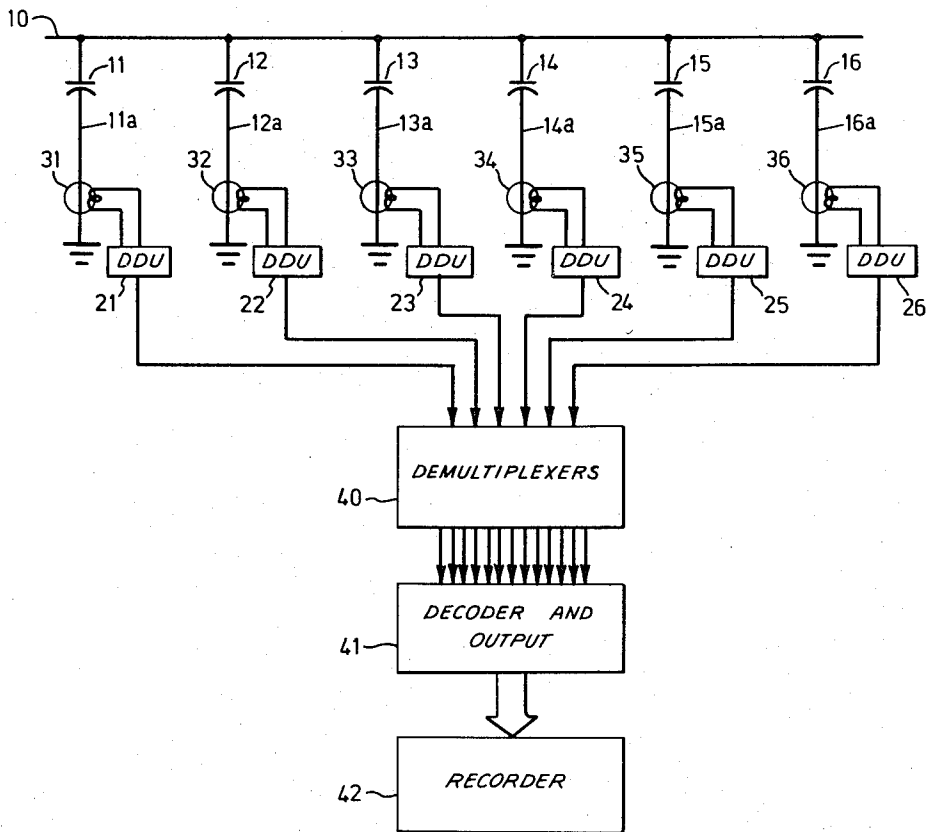 10
11 12 13 14 15 16
11a 12a 13a 14a 15a 16a
31 32 33 34 35 36
DDU DDU DDU DDU DDU DDU
21 22 23 24 25 26
DEMULTIPLEXERS
40
DECODER AND
OUTPUT
41
RECORDER
42